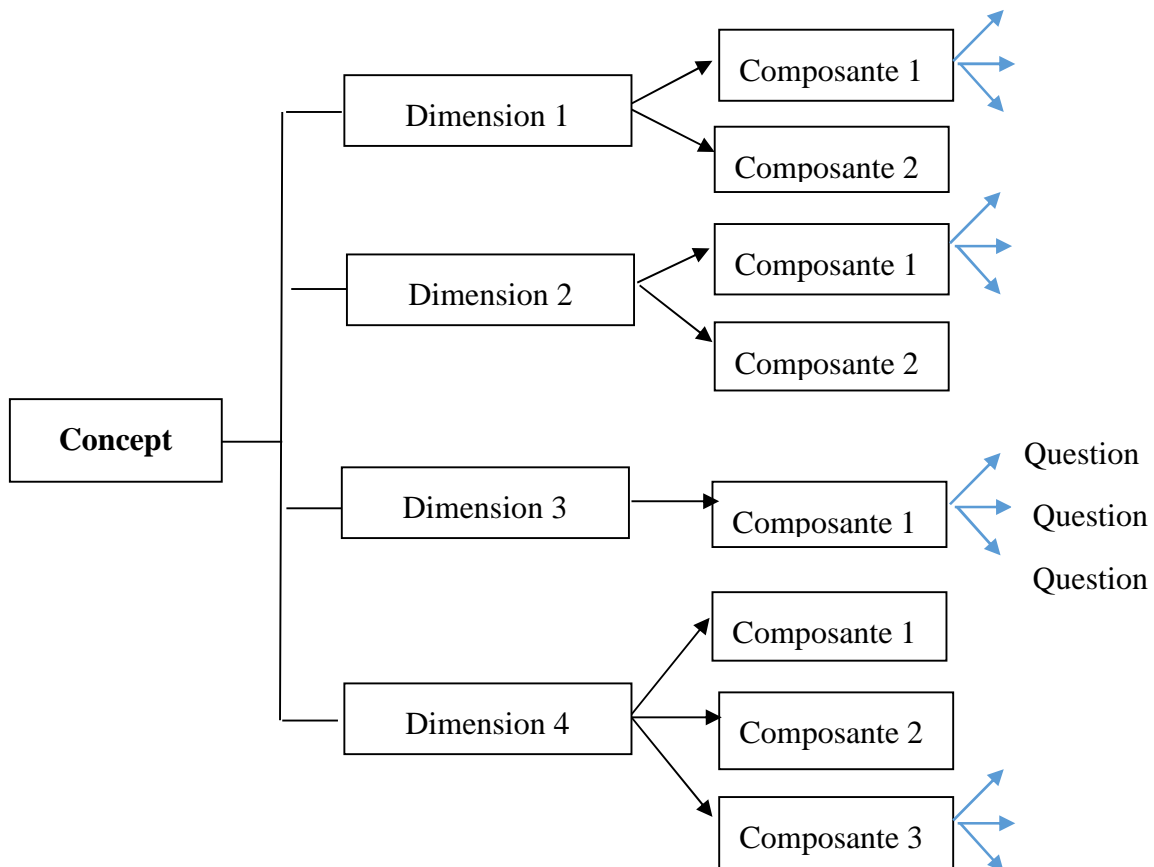 Composante 1
Dimension 1
Composante 2
Composante 1
Dimension 2
Composante 2
Concept
Question
Dimension 3
Composante 1
Question
Question
Composante 1
Dimension 4
Composante 2
Composante 3